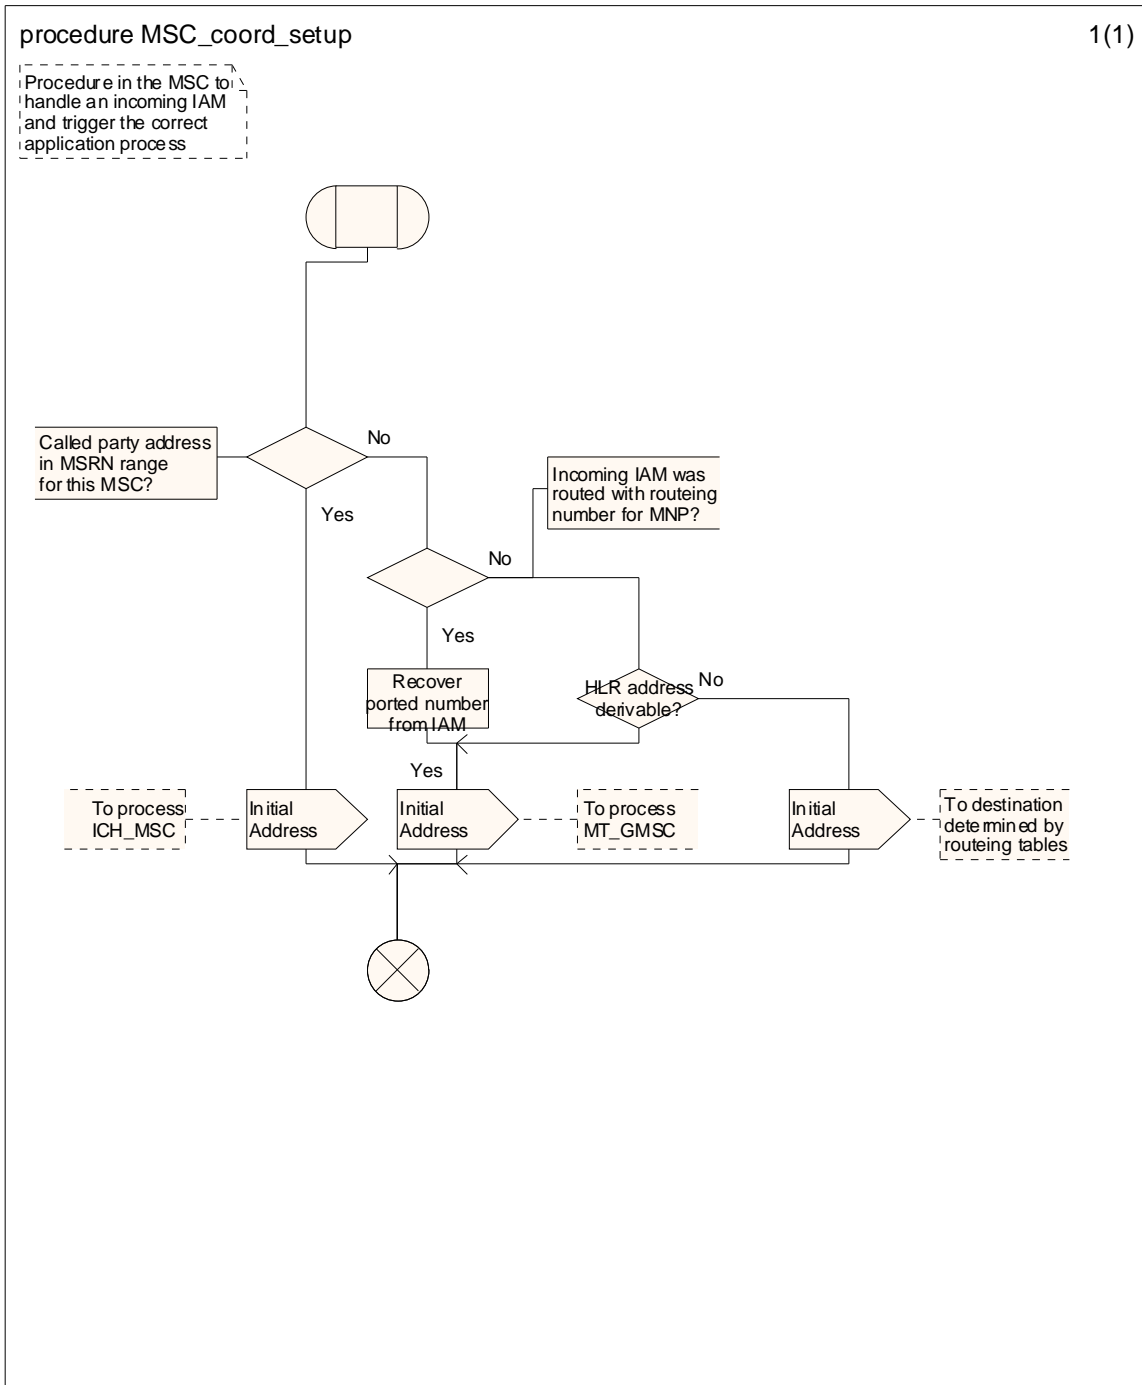 procedure MSC_coord_setup
1(1)
Procedure in the MSC to
handle an incoming IAM
and trigger the correct
application process
Called party address
in MSRN range
for this MSC?
No
Yes
Incoming IAM was
routed with routeing
number for MNP?
No
Yes
Recover
ported number
from IAM
HLR address
derivable?
No
Yes
To process
ICH_MSC
Initial
Address
Initial
Address
To process
MT_GMSC
Initial
Address
To destination
determined by
routeing tables